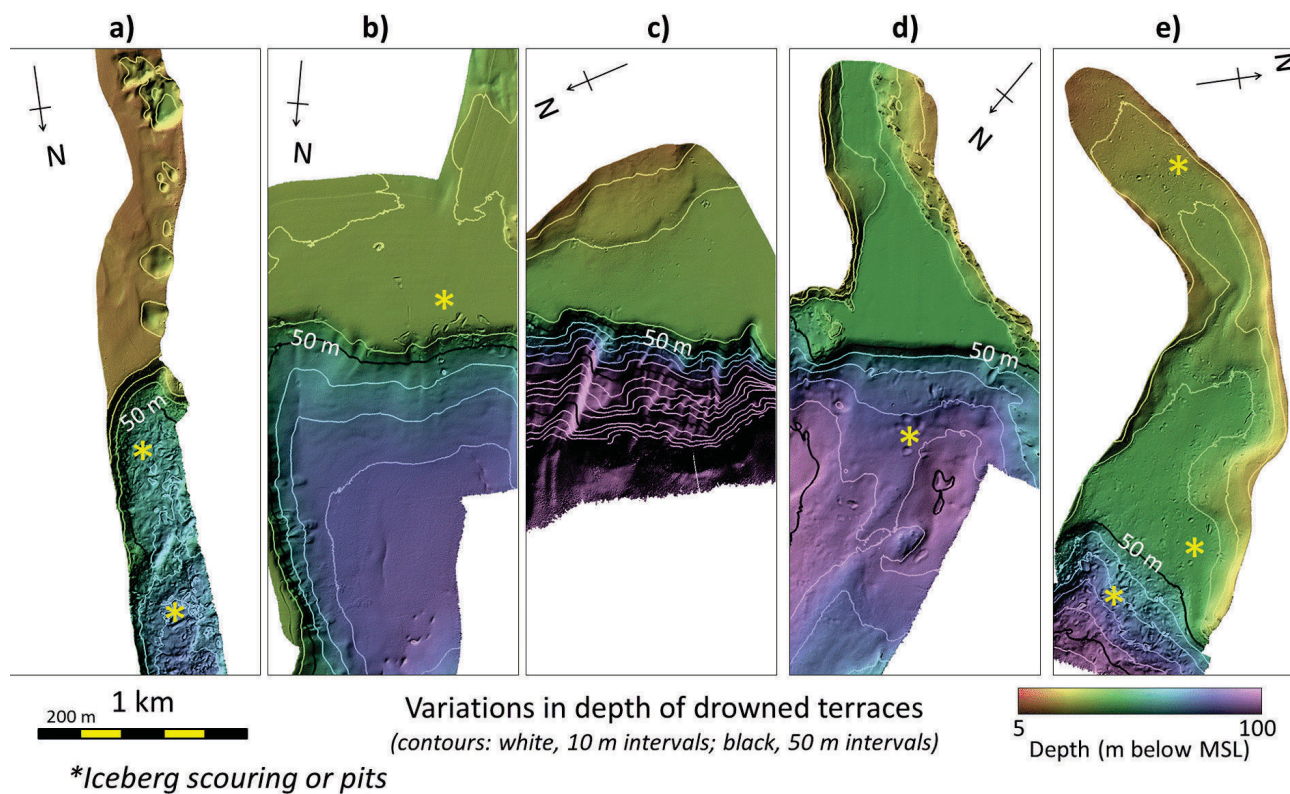 a) b) c) d) e)
N N N N N
50 m 50 m 50 m 50 m 50 m
* * * * * * *
1 km
200 m
Variations in depth of drowned terraces
(contours: white, 10 m intervals; black, 50 m intervals)
5 100
Depth (m below MSL)
*Iceberg scouring or pits